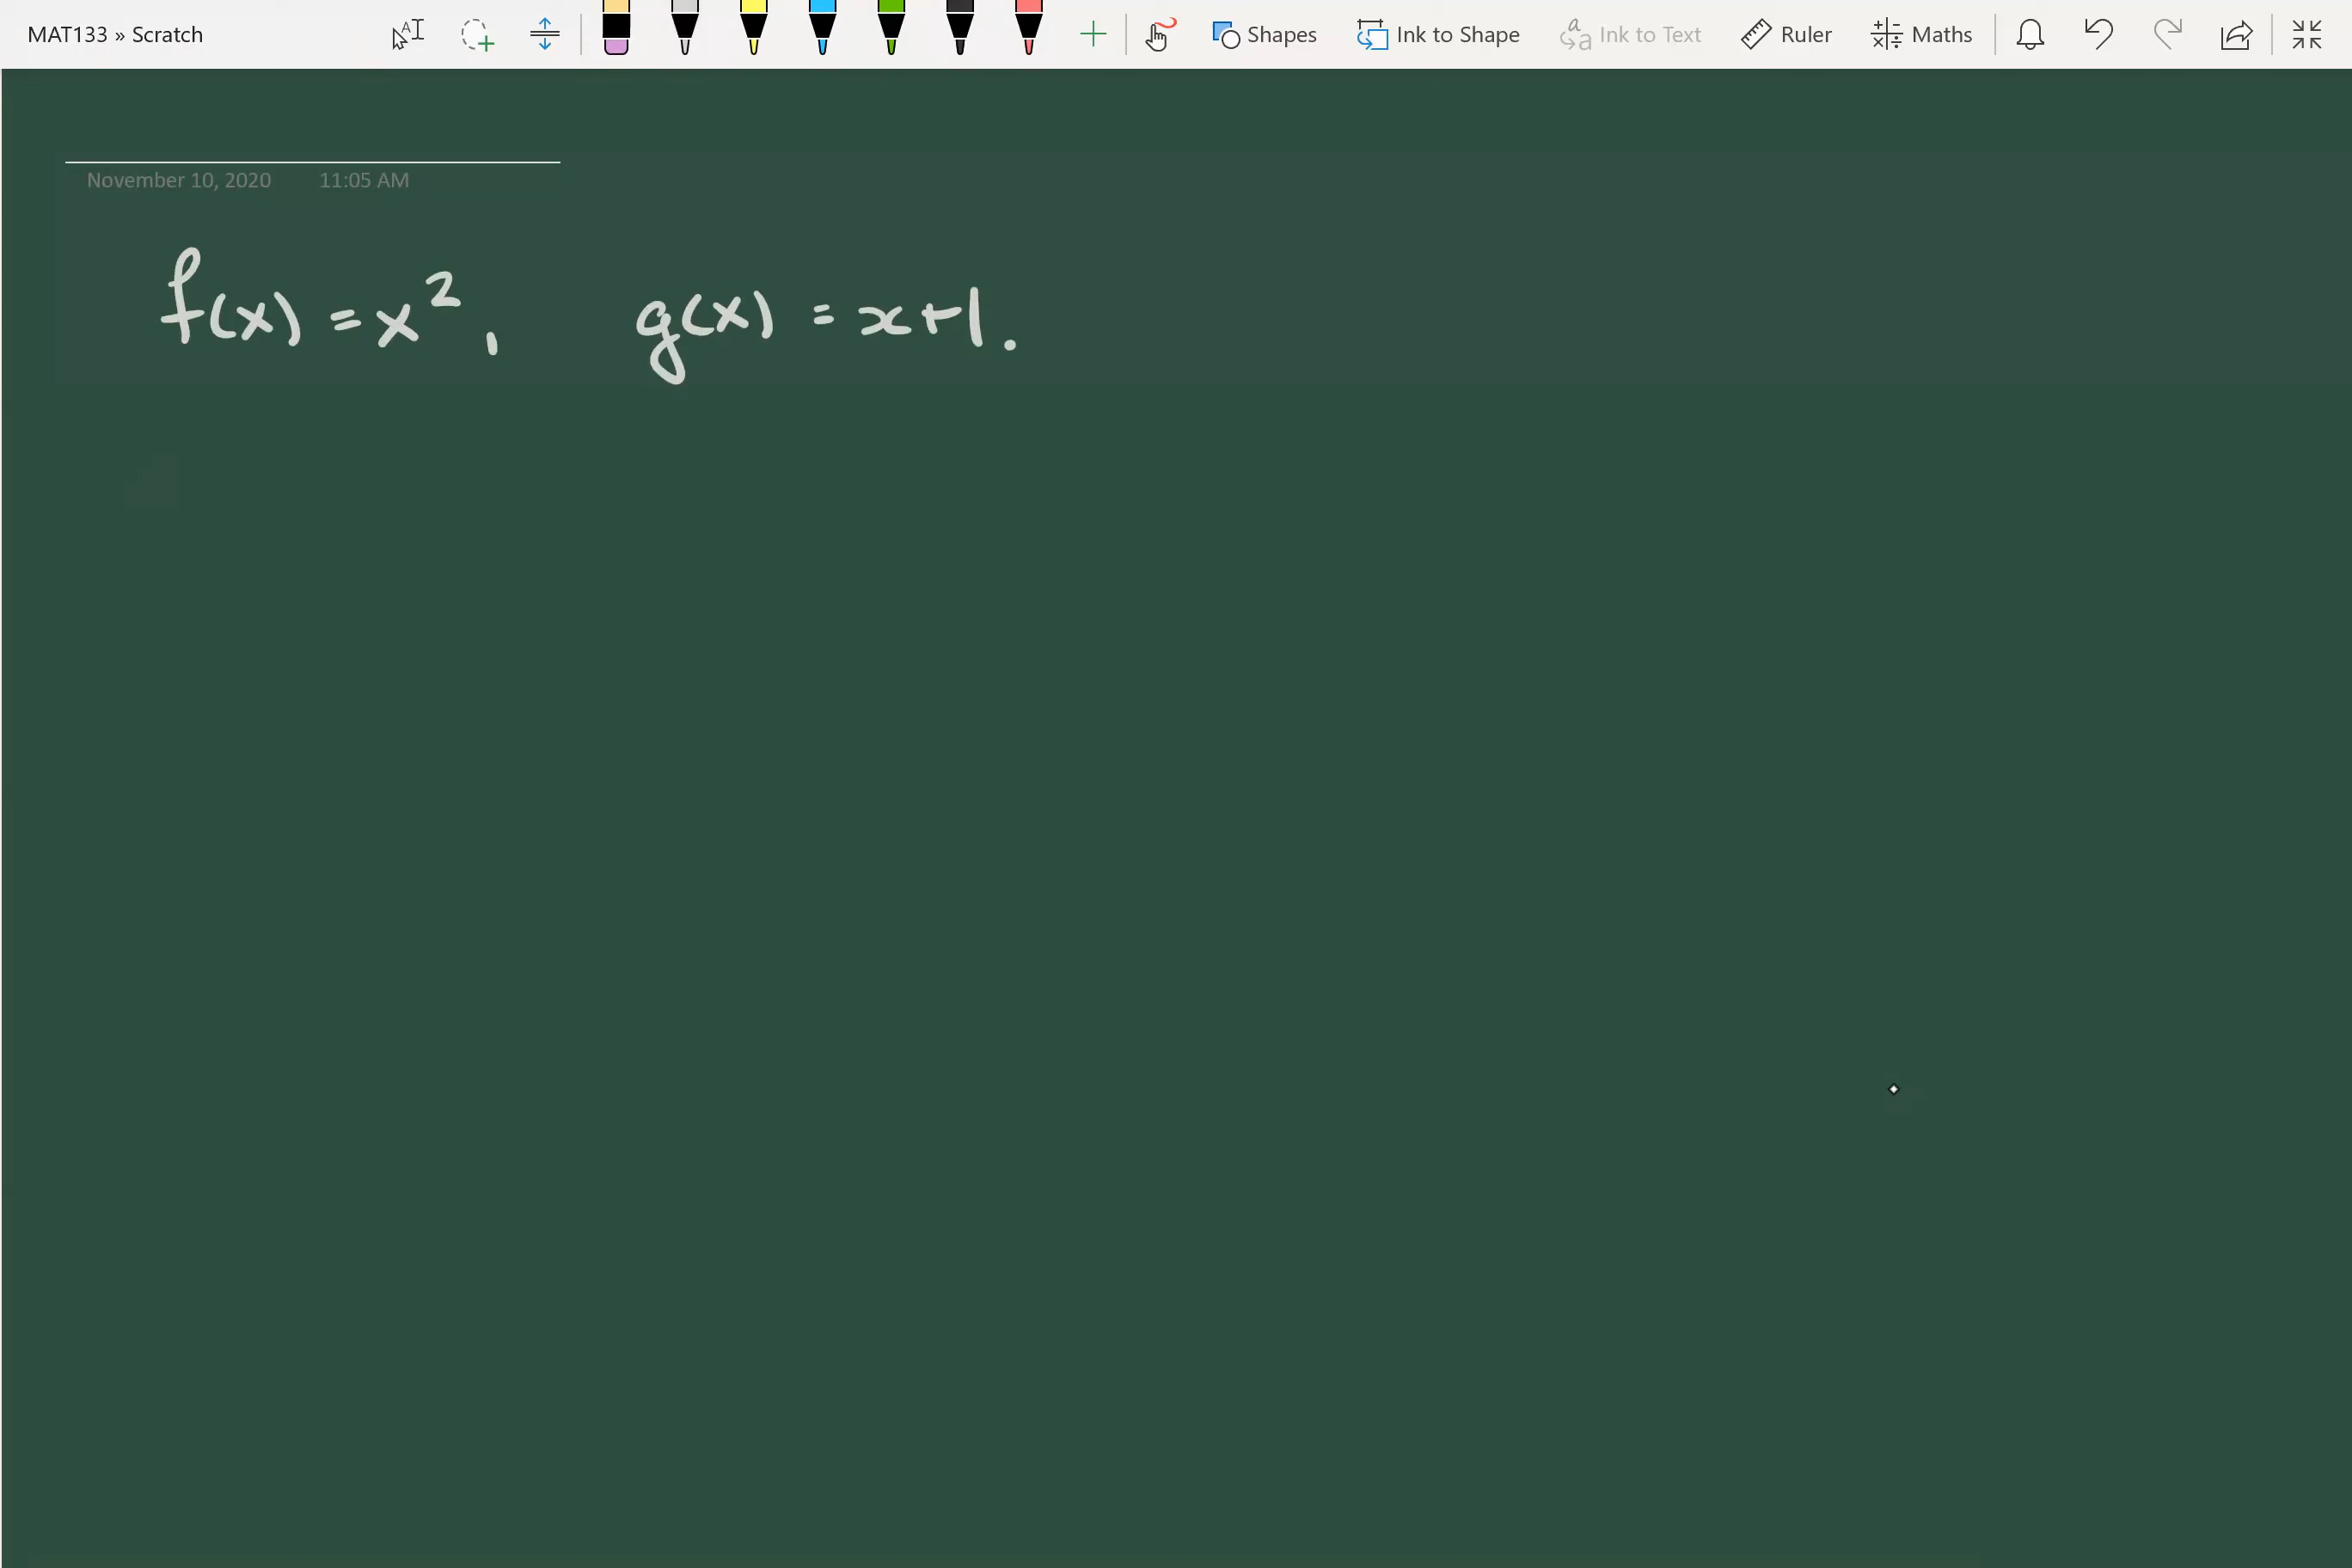 MAT133 » Scratch Shapes Ink to Shape Ink to Text Ruler Maths
November 10, 2020 11:05 AM
f(x) = x², g(x) = x+1.